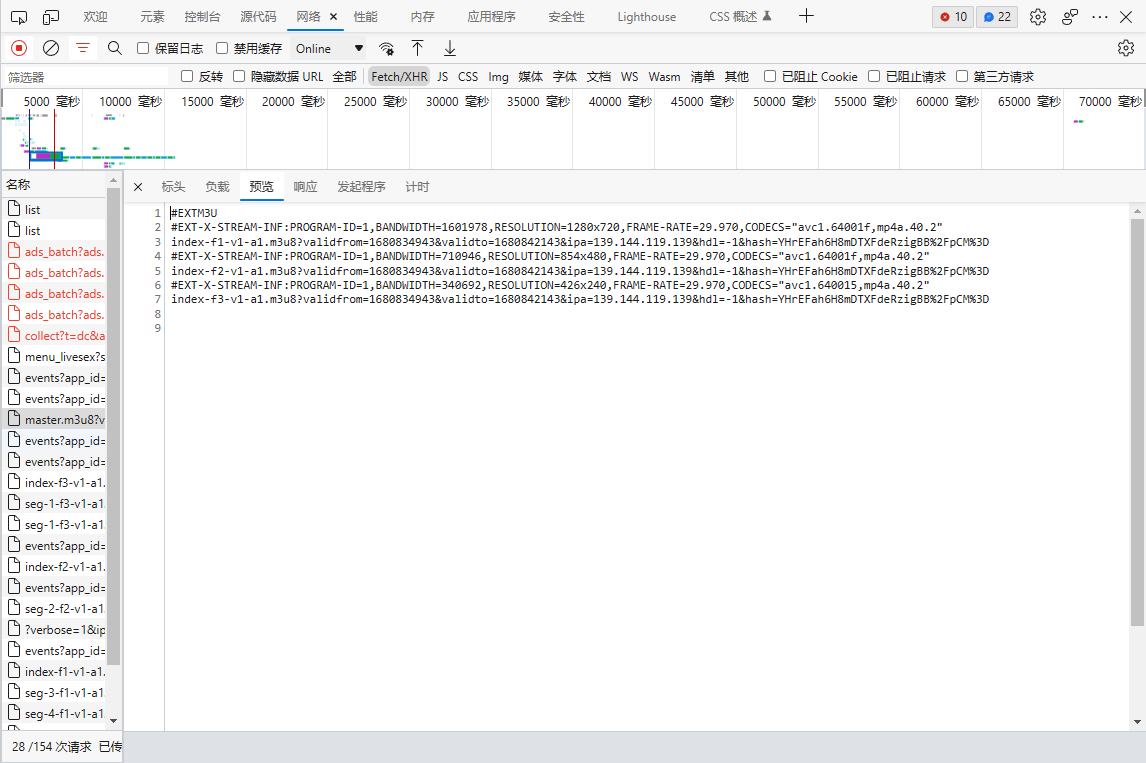 欢迎 元素 控制台 源代码 网络 性能 内存 应用程序 安全性 Lighthouse CSS 概述 10 22
保留日志 禁用缓存 Online
筛选器 反转 隐藏数据 URL 全部 Fetch/XHR JS CSS Img 媒体 字体 文档 WS Wasm 清单 其他 已阻止 Cookie 已阻止请求 第三方请求
5000 毫秒 10000 毫秒 15000 毫秒 20000 毫秒 25000 毫秒 30000 毫秒 35000 毫秒 40000 毫秒 45000 毫秒 50000 毫秒 55000 毫秒 60000 毫秒 65000 毫秒 70000 毫秒
名称
list
list
ads_batch?ads.
ads_batch?ads.
ads_batch?ads.
ads_batch?ads.
collect?t=dc&a
menu_livesex?s
events?app_id=
events?app_id=
master.m3u8?v
events?app_id=
events?app_id=
index-f3-v1-a1.
seg-1-f3-v1-a1.
seg-1-f3-v1-a1.
events?app_id=
index-f2-v1-a1.
events?app_id=
seg-2-f2-v1-a1.
?verbose=1&ip
events?app_id=
index-f1-v1-a1.
seg-3-f1-v1-a1.
seg-4-f1-v1-a1.
28 /154 次请求 已传
标头 负载 预览 响应 发起程序 计时
1 #EXTM3U
2 #EXT-X-STREAM-INF:PROGRAM-ID=1,BANDWIDTH=1601978,RESOLUTION=1280x720,FRAME-RATE=29.970,CODECS="avc1.64001f,mp4a.40.2"
3 index-f1-v1-a1.m3u8?validfrom=1680834943&validto=1680842143&ipa=139.144.119.139&hdl=-1&hash=YHrEFah6H8mDTXFdeRzigBB%2FpCM%3D
4 #EXT-X-STREAM-INF:PROGRAM-ID=1,BANDWIDTH=710946,RESOLUTION=854x480,FRAME-RATE=29.970,CODECS="avc1.64001f,mp4a.40.2"
5 index-f2-v1-a1.m3u8?validfrom=1680834943&validto=1680842143&ipa=139.144.119.139&hdl=-1&hash=YHrEFah6H8mDTXFdeRzigBB%2FpCM%3D
6 #EXT-X-STREAM-INF:PROGRAM-ID=1,BANDWIDTH=340692,RESOLUTION=426x240,FRAME-RATE=29.970,CODECS="avc1.640015,mp4a.40.2"
7 index-f3-v1-a1.m3u8?validfrom=1680834943&validto=1680842143&ipa=139.144.119.139&hdl=-1&hash=YHrEFah6H8mDTXFdeRzigBB%2FpCM%3D
8
9